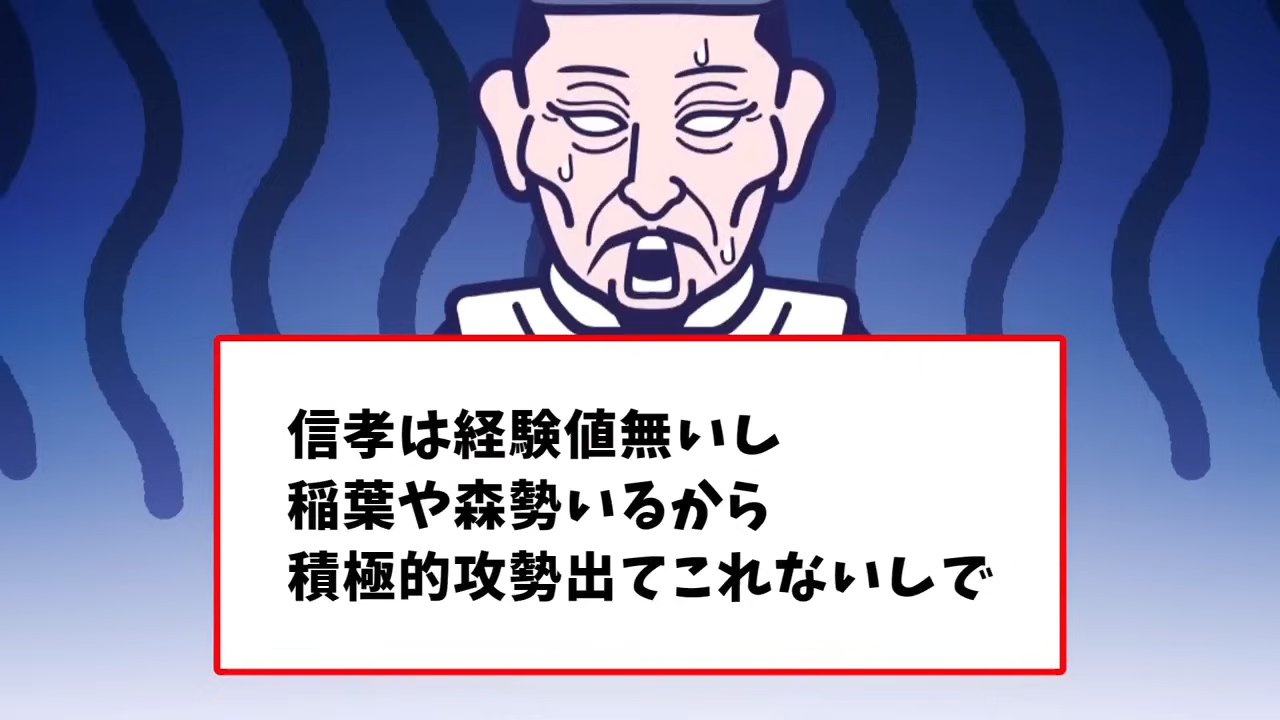 信孝は経験値無いし
稲葉や森勢いるから
積極的攻勢出てこれないしで